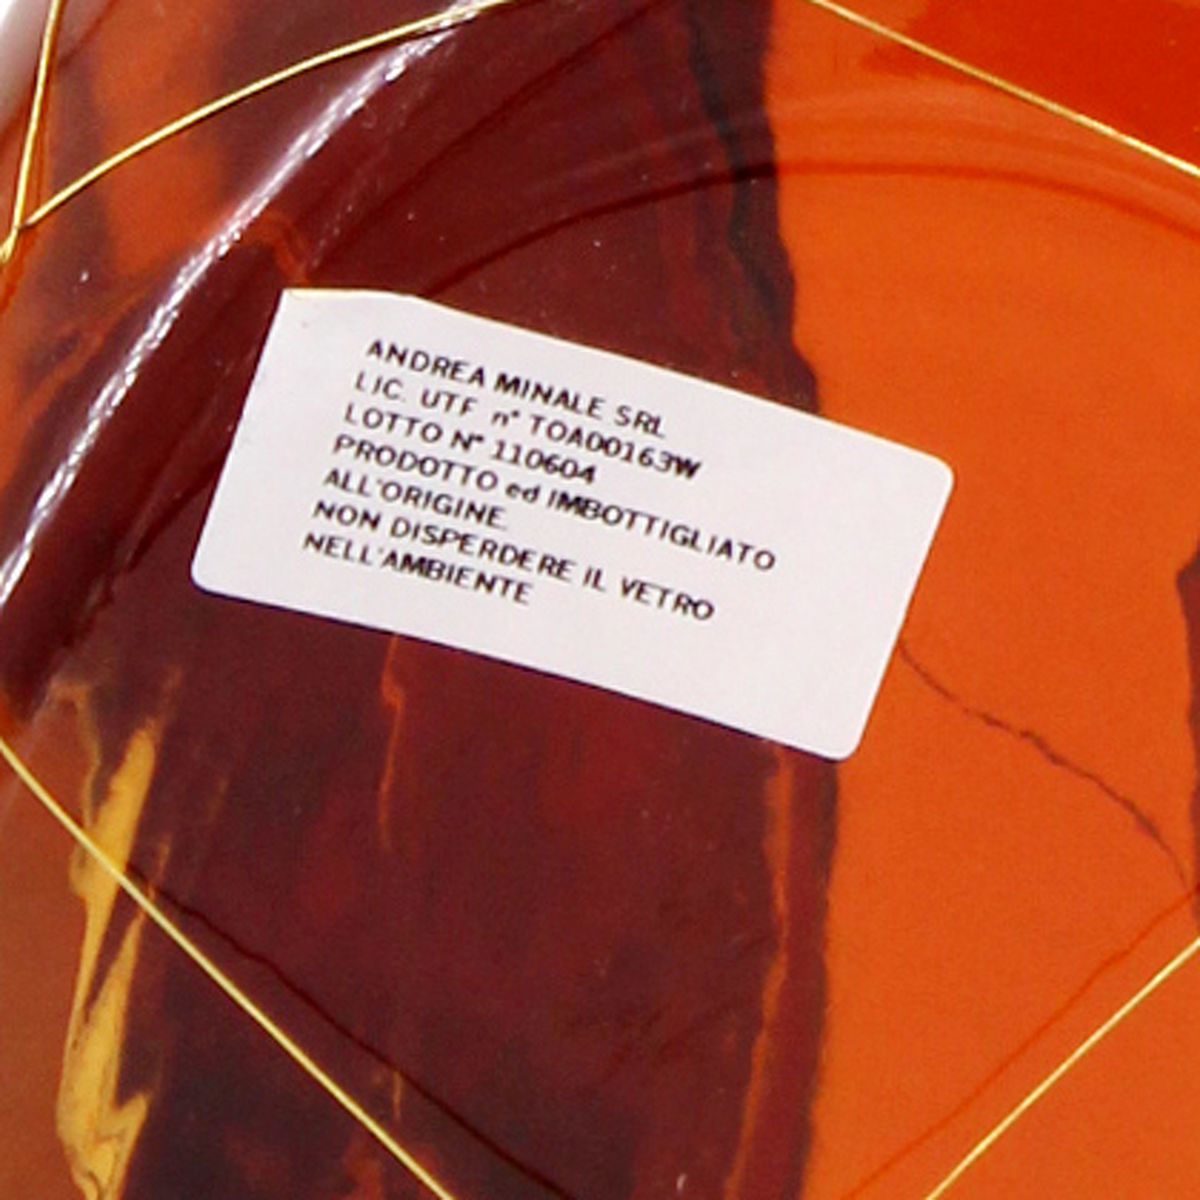 ANDREA MINALE SRL
LIC. UTF n° TOA00163W
LOTTO N° 110604
PRODOTTO ed IMBOTTIGLIATO
ALL'ORIGINE.
NON DISPERDERE IL VETRO
NELL'AMBIENTE